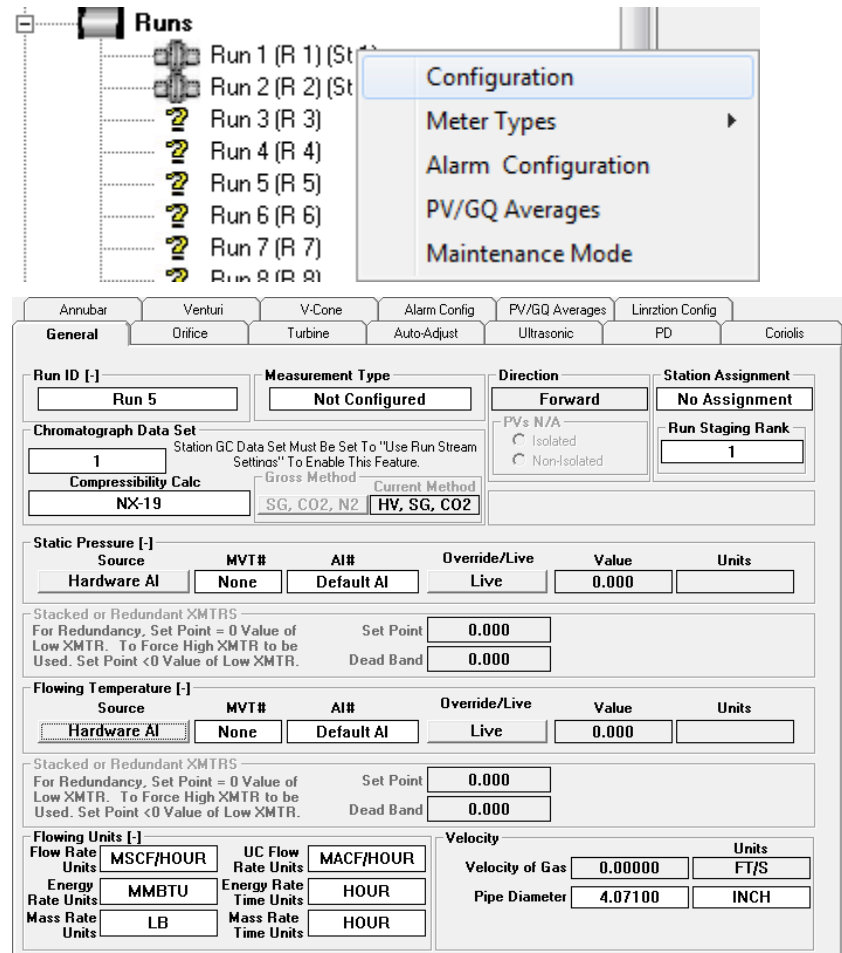 Runs
Run 1 (R 1) (St 1)
Run 2 (R 2) (St
Run 3 (R 3)
Run 4 (R 4)
Run 5 (R 5)
Run 6 (R 6)
Run 7 (R 7)
Run 8 (R 8)
Configuration
Meter Types
Alarm Configuration
PV/GQ Averages
Maintenance Mode
Annubar Venturi V-Cone Alarm Config PV/GQ Averages Linrztion Config
General Orifice Turbine Auto-Adjust Ultrasonic PD Coriolis
Run ID [-] Measurement Type Direction Station Assignment
Run 5 Not Configured Forward No Assignment
Chromatograph Data Set PVs N/A Run Staging Rank
1 Station GC Data Set Must Be Set To "Use Run Stream Settings" To Enable This Feature. Isolated 1
Non-Isolated
Compressibility Calc Gross Method Current Method
NX-19 SG, CO2, N2 HV, SG, CO2
Static Pressure [-]
Source MVT# AI# Override/Live Value Units
Hardware AI None Default AI Live 0.000
Stacked or Redundant XMTRS
For Redundancy, Set Point = 0 Value of Set Point 0.000
Low XMTR. To Force High XMTR to be
Used. Set Point <0 Value of Low XMTR. Dead Band 0.000
Flowing Temperature [-]
Source MVT# AI# Override/Live Value Units
Hardware AI None Default AI Live 0.000
Stacked or Redundant XMTRS
For Redundancy, Set Point = 0 Value of Set Point 0.000
Low XMTR. To Force High XMTR to be
Used. Set Point <0 Value of Low XMTR. Dead Band 0.000
Flowing Units [-] Velocity
Flow Rate Units MSCF/HOUR UC Flow Rate Units MACF/HOUR Units
Velocity of Gas 0.00000 FT/S
Energy Rate Units MMBTU Energy Rate Time Units HOUR Pipe Diameter 4.07100 INCH
Mass Rate Units LB Mass Rate Time Units HOUR